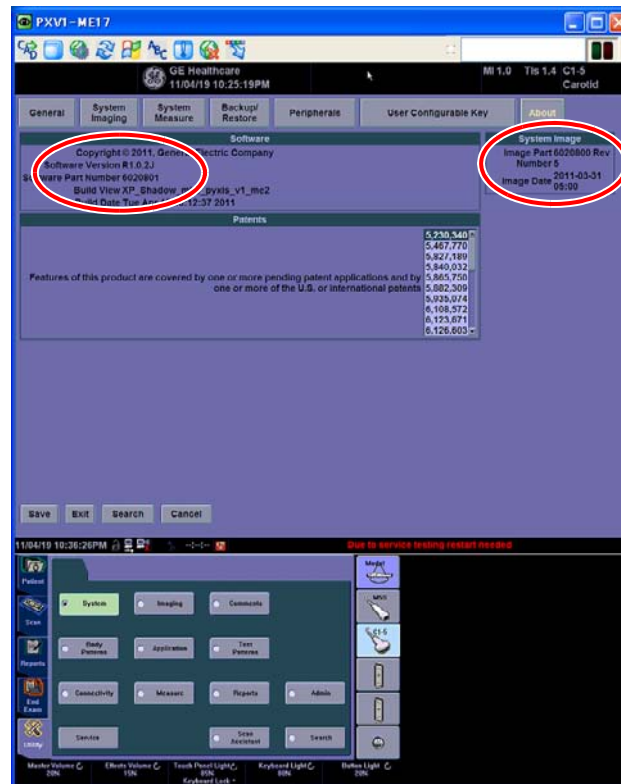 PXV1-ME17
GE Healthcare
11/04/19 10:25:19PM
MI 1.0 TIs 1.4 C1-5
Carotid
General
System
Imaging
System
Measure
Backup/
Restore
Peripherals
User Configurable Key
About
Software
Copyright © 2011, General Electric Company
Software Version R1.0.2J
Software Part Number 6020801
Build View XP_Shadow_ pyxis_v1_me2
Build Date Tue 12:37 2011
System Image
Image Part 6020800 Rev
Number 5
Image Date 2011-03-31
05:00
Patents
Features of this product are covered by one or more pending patent applications and by
one or more of the U.S. or international patents
5,230,340
5,467,770
5,827,189
5,840,032
5,865,750
5,882,309
5,935,074
6,108,572
6,123,671
6,126,603
Save
Exit
Search
Cancel
11/04/19 10:36:26PM
Due to service testing restart needed
Patient
Scan
Reports
End
Exam
Utility
System
Imaging
Comments
Body
Patterns
Application
Test
Patterns
Connectivity
Measure
Reports
Admin
Service
Scan
Assistant
Search
C1-5
Master Volume
20%
Effects Volume
15%
Touch Panel Light
85%
Keyboard Light
80%
Button Light
20%
Keyboard Lock